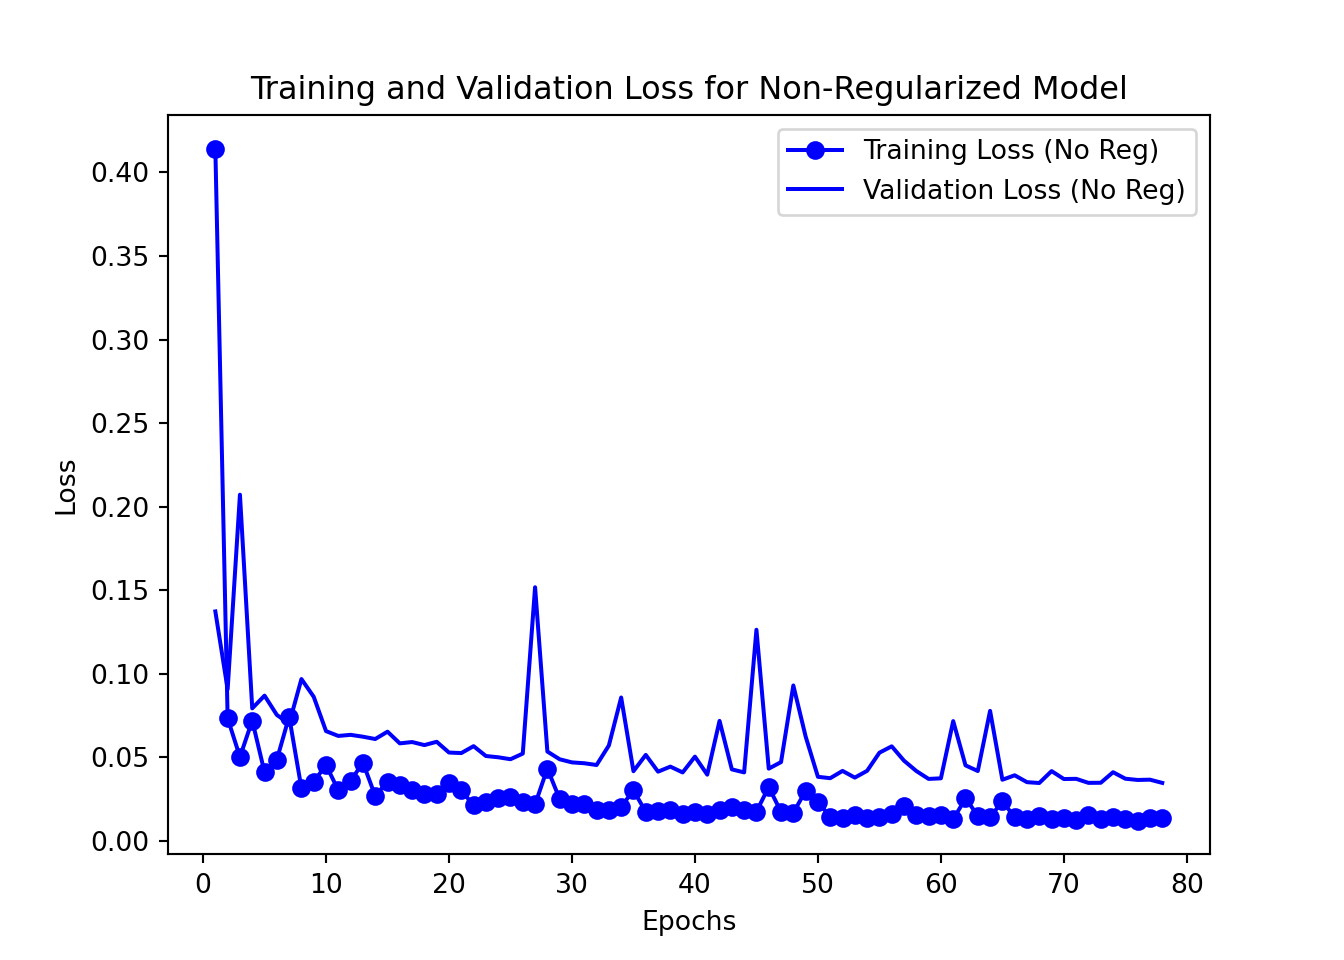 Training and Validation Loss for Non-Regularized Model
Training Loss (No Reg)
Validation Loss (No Reg)
Loss
0.40
0.35
0.30
0.25
0.20
0.15
0.10
0.05
0.00
0 10 20 30 40 50 60 70 80
Epochs